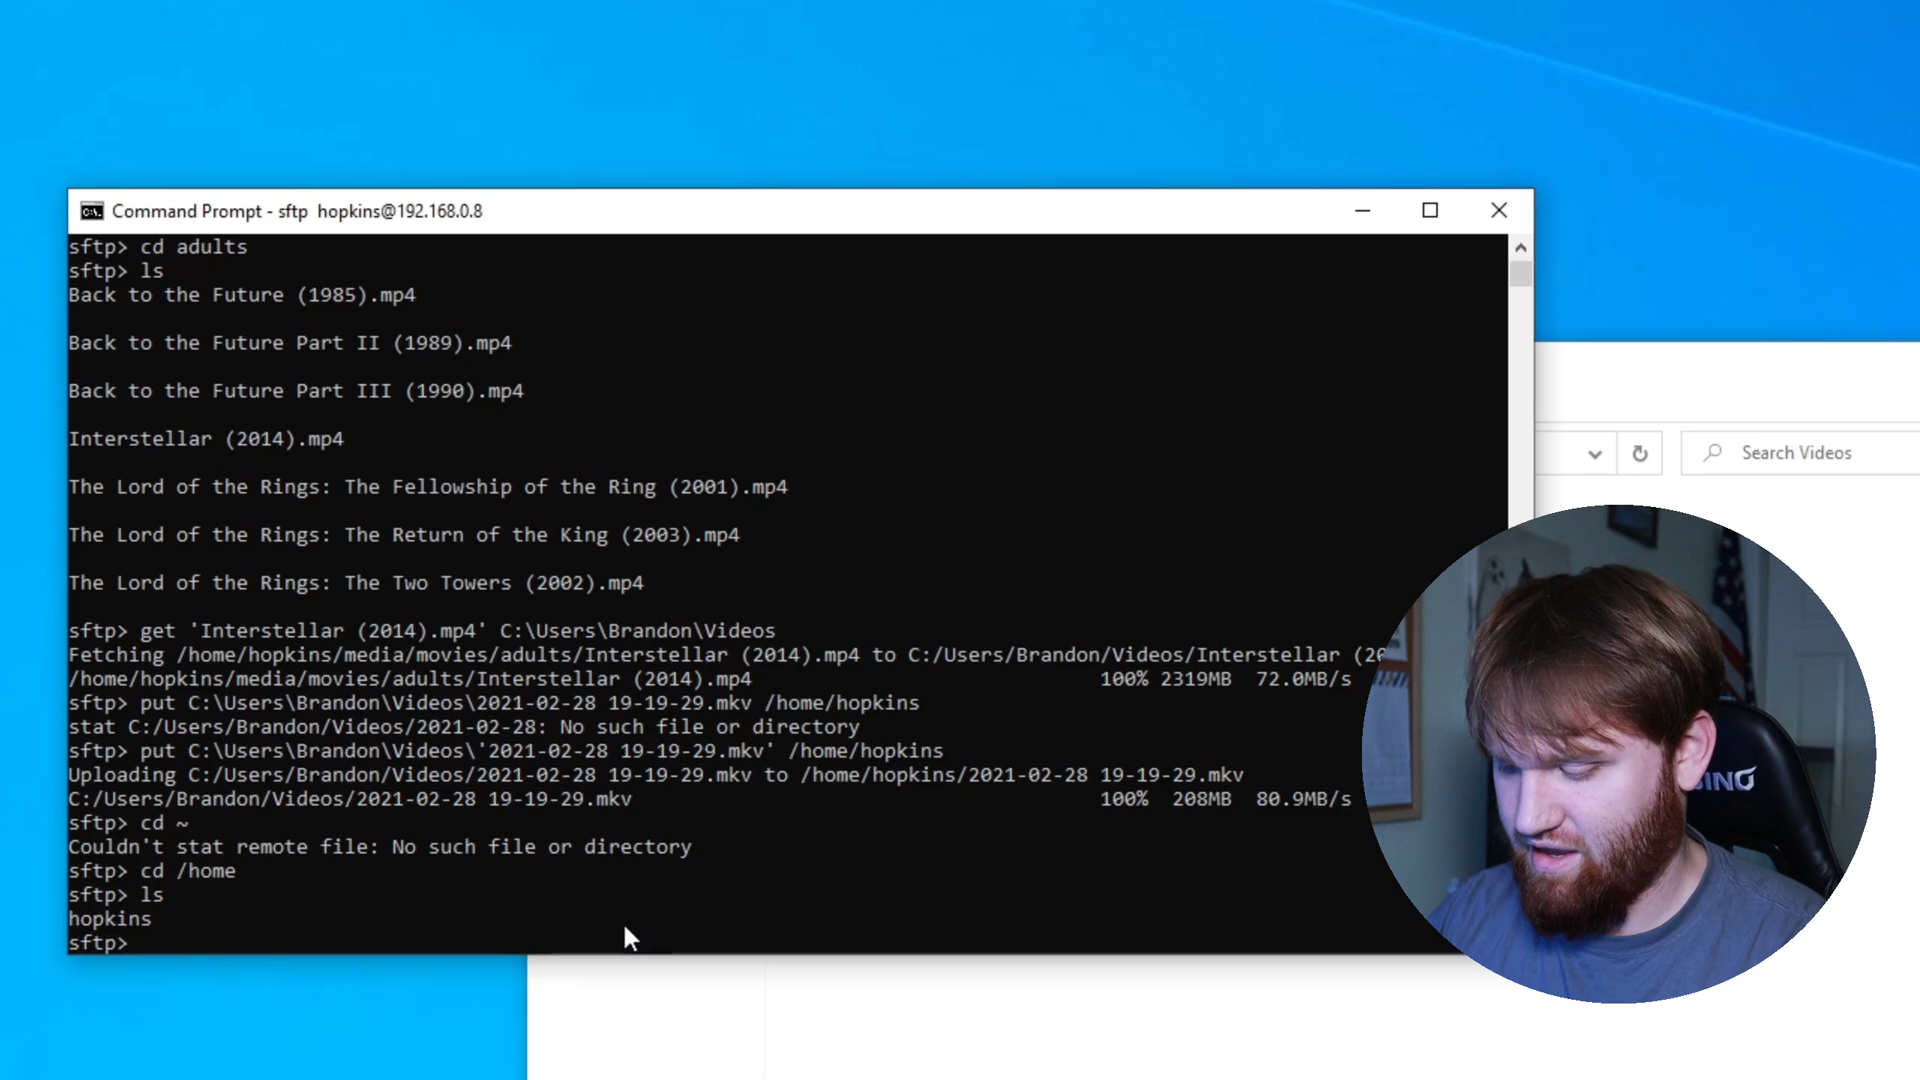 Command Prompt - sftp hopkins@192.168.0.8
sftp> cd adults
sftp> ls
Back to the Future (1985).mp4
Back to the Future Part II (1989).mp4
Back to the Future Part III (1990).mp4
Interstellar (2014).mp4
The Lord of the Rings: The Fellowship of the Ring (2001).mp4
The Lord of the Rings: The Return of the King (2003).mp4
The Lord of the Rings: The Two Towers (2002).mp4
sftp> get 'Interstellar (2014).mp4' C:\Users\Brandon\Videos
Fetching /home/hopkins/media/movies/adults/Interstellar (2014).mp4 to C:/Users/Brandon/Videos/Interstellar (20
/home/hopkins/media/movies/adults/Interstellar (2014).mp4 100% 2319MB 72.0MB/s
sftp> put C:\Users\Brandon\Videos\2021-02-28 19-19-29.mkv /home/hopkins
stat C:/Users/Brandon/Videos/2021-02-28: No such file or directory
sftp> put C:\Users\Brandon\Videos\'2021-02-28 19-19-29.mkv' /home/hopkins
Uploading C:/Users/Brandon/Videos/2021-02-28 19-19-29.mkv to /home/hopkins/2021-02-28 19-19-29.mkv
C:/Users/Brandon/Videos/2021-02-28 19-19-29.mkv 100% 208MB 80.9MB/s
sftp> cd ~
Couldn't stat remote file: No such file or directory
sftp> cd /home
sftp> ls
hopkins
sftp>
Search Videos